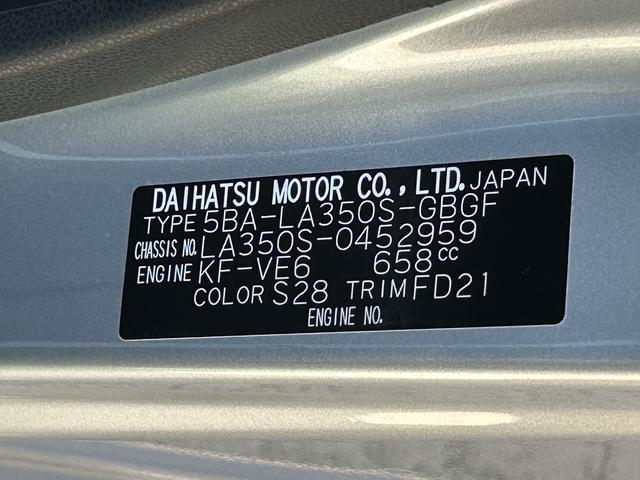 DAIHATSU MOTOR CO.,LTD. JAPAN
TYPE 5BA-LA350S-GBGF
CHASSIS NO. LA350S-0452959
ENGINE KF-VE6 658cc
COLOR S28 TRIM FD21
ENGINE NO.